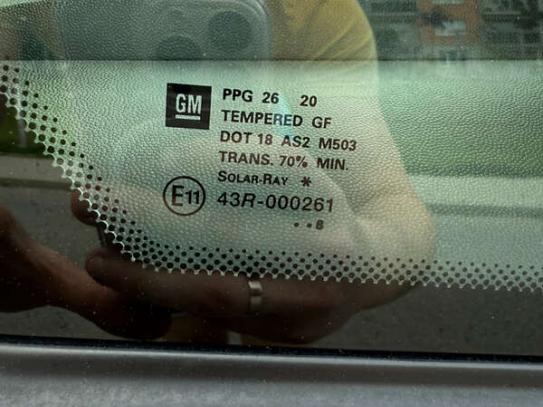 GM
PPG 26 20
TEMPERED GF
DOT 18 AS2 M503
TRANS. 70% MIN.
SOLAR-RAY *
E11 43R-000261
• • 8